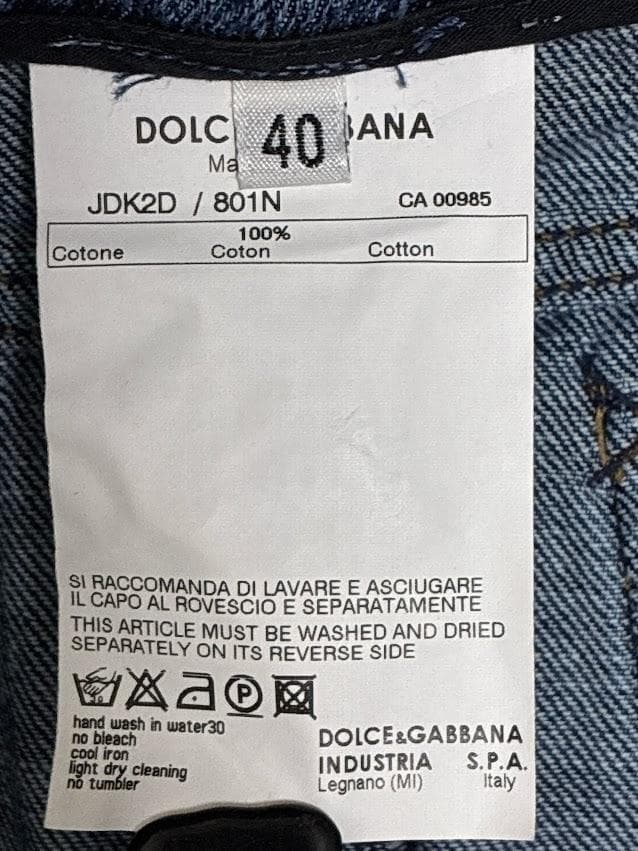 DOLC 40 BANA
Ma
JDK2D / 801N CA 00985
100%
Cotone Coton Cotton
SI RACCOMANDA DI LAVARE E ASCIUGARE
IL CAPO AL ROVESCIO E SEPARATAMENTE
THIS ARTICLE MUST BE WASHED AND DRIED
SEPARATELY ON ITS REVERSE SIDE
P
hand wash in water30
no bleach
cool iron
light dry cleaning
no tumbler
DOLCE&GABBANA
INDUSTRIA S.P.A.
Legnano (MI) Italy